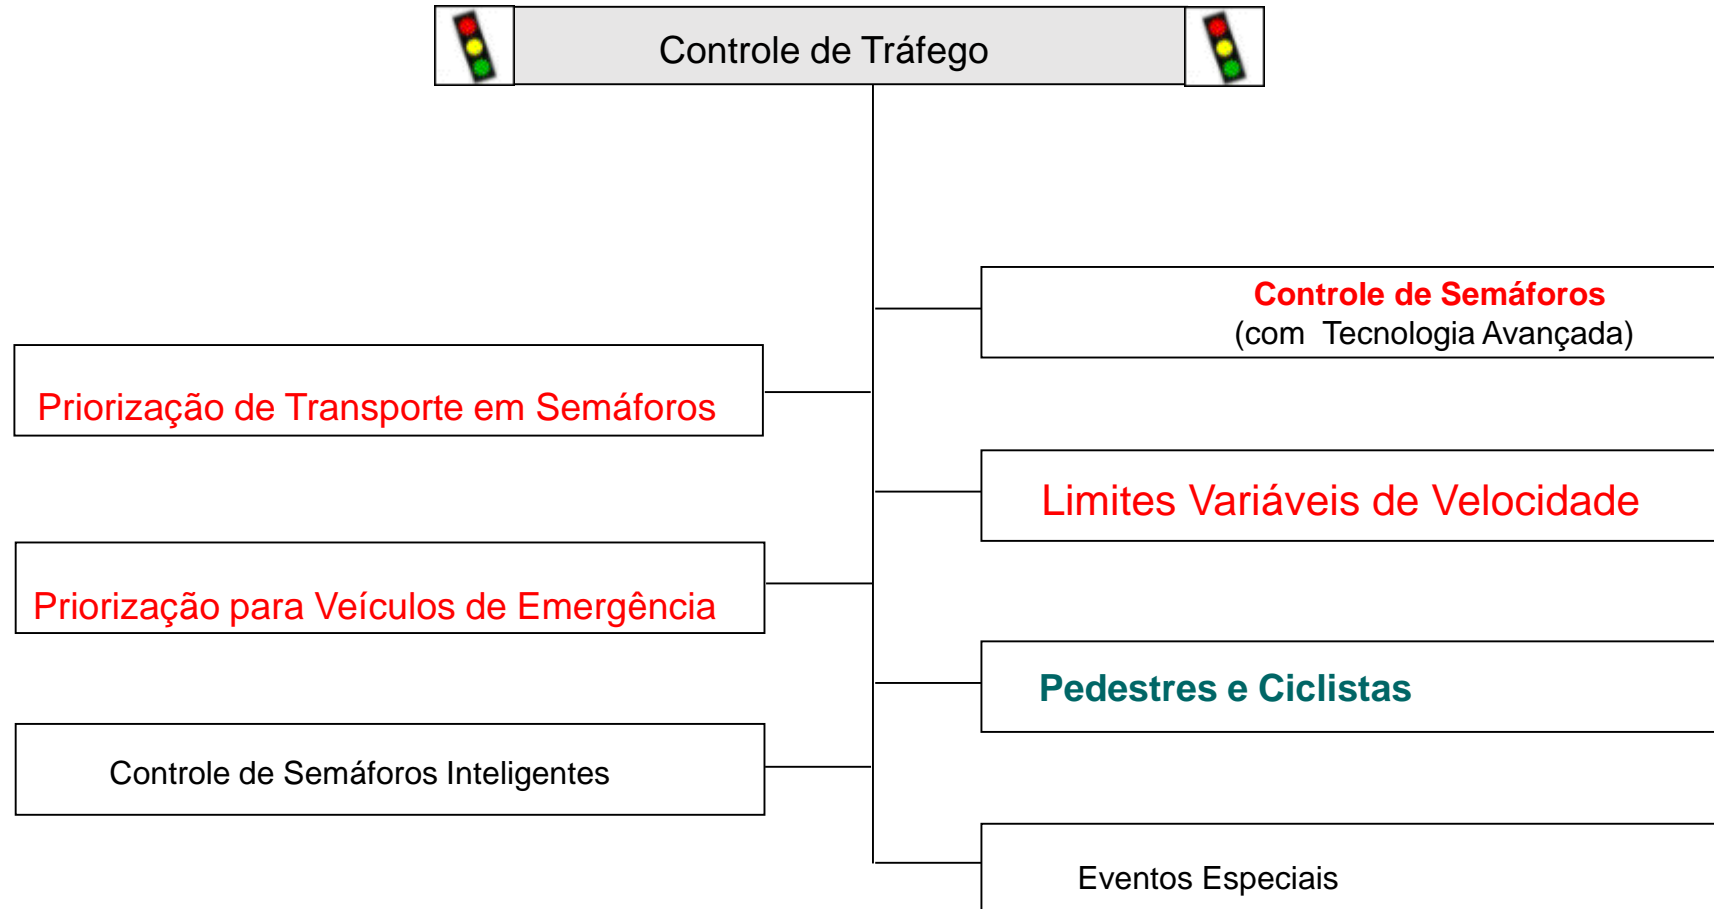 Controle de Tráfego
Controle de Semáforos
(com Tecnologia Avançada)
Priorização de Transporte em Semáforos
Limites Variáveis de Velocidade
Priorização para Veículos de Emergência
Pedestres e Ciclistas
Controle de Semáforos Inteligentes
Eventos Especiais